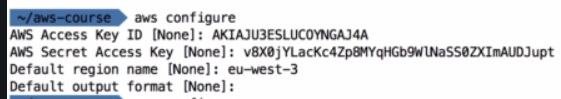 ~/aws-course aws configure
AWS Access Key ID [None]: AKIAJU3ESLUCOYNGAJ4A
AWS Secret Access Key [None]: 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
Default region name [None]: eu-west-3
Default output format [None]: